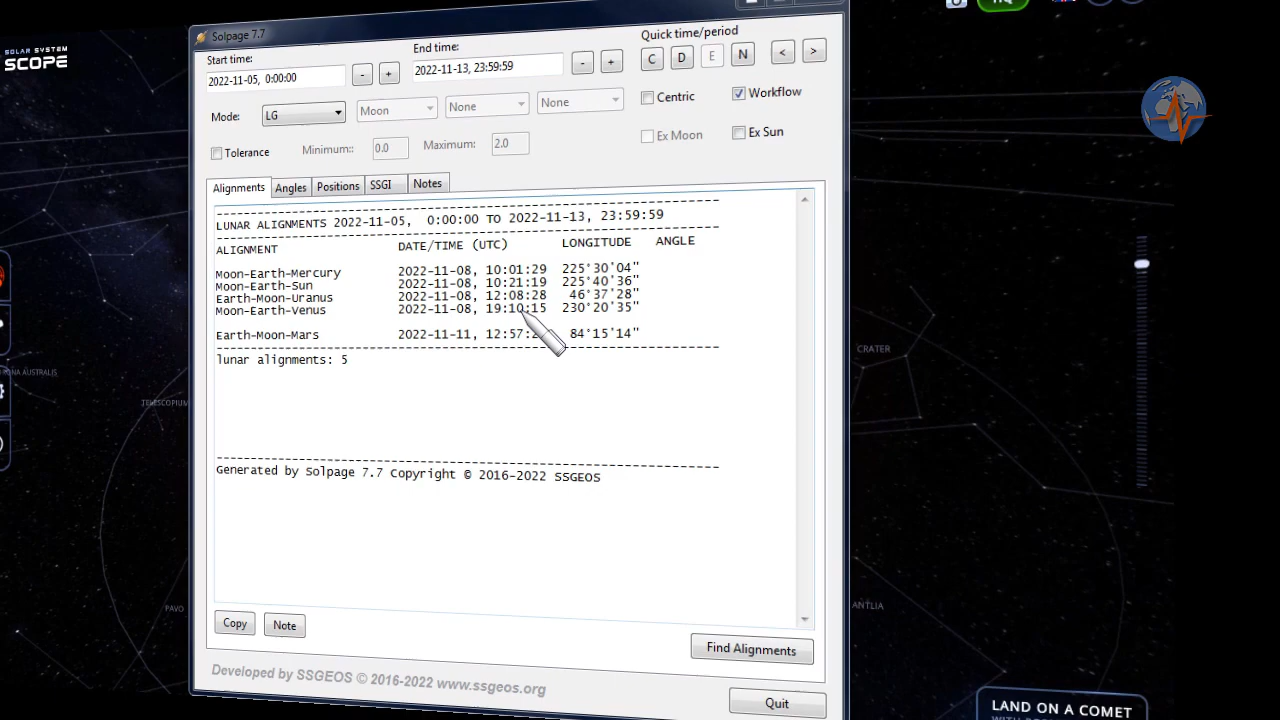 SOLAR SYSTEM
SCOPE
HQ
Solpage 7.7
Start time:
2022-11-05, 0:00:00
-
+
End time:
2022-11-13, 23:59:59
-
+
Quick time/period
C
D
E
N
<
>
Mode:
LG
Moon
None
None
Centric
Workflow
Tolerance
Minimum::
0.0
Maximum:
2.0
Ex Moon
Ex Sun
Alignments
Angles
Positions
SSGI
Notes
LUNAR ALIGNMENTS 2022-11-05, 0:00:00 TO 2022-11-13, 23:59:59
ALIGNMENT DATE/TIME (UTC) LONGITUDE ANGLE
Moon-Earth-Mercury 2022-11-08, 10:01:29 225°30'04"
Moon-Earth-Sun 2022-11-08, 10:21:19 225°40'36"
Earth-Moon-Uranus 2022-11-08, 12:08:28 46°37'28"
Moon-Earth-Venus 2022-11-08, 19:10:15 230°20'35"
Earth-Moon-Mars 2022-11-11, 84°15'14"
lunar alignments: 5
Generated by Solpage 7.7 Copyright © 2016-2022 SSGEOS
Copy
Note
Find Alignments
Developed by SSGEOS © 2016-2022 www.ssgeos.org
Quit
CRATER
TELESCOPIUM
PAVO
ANTLIA
LAND ON A COMET